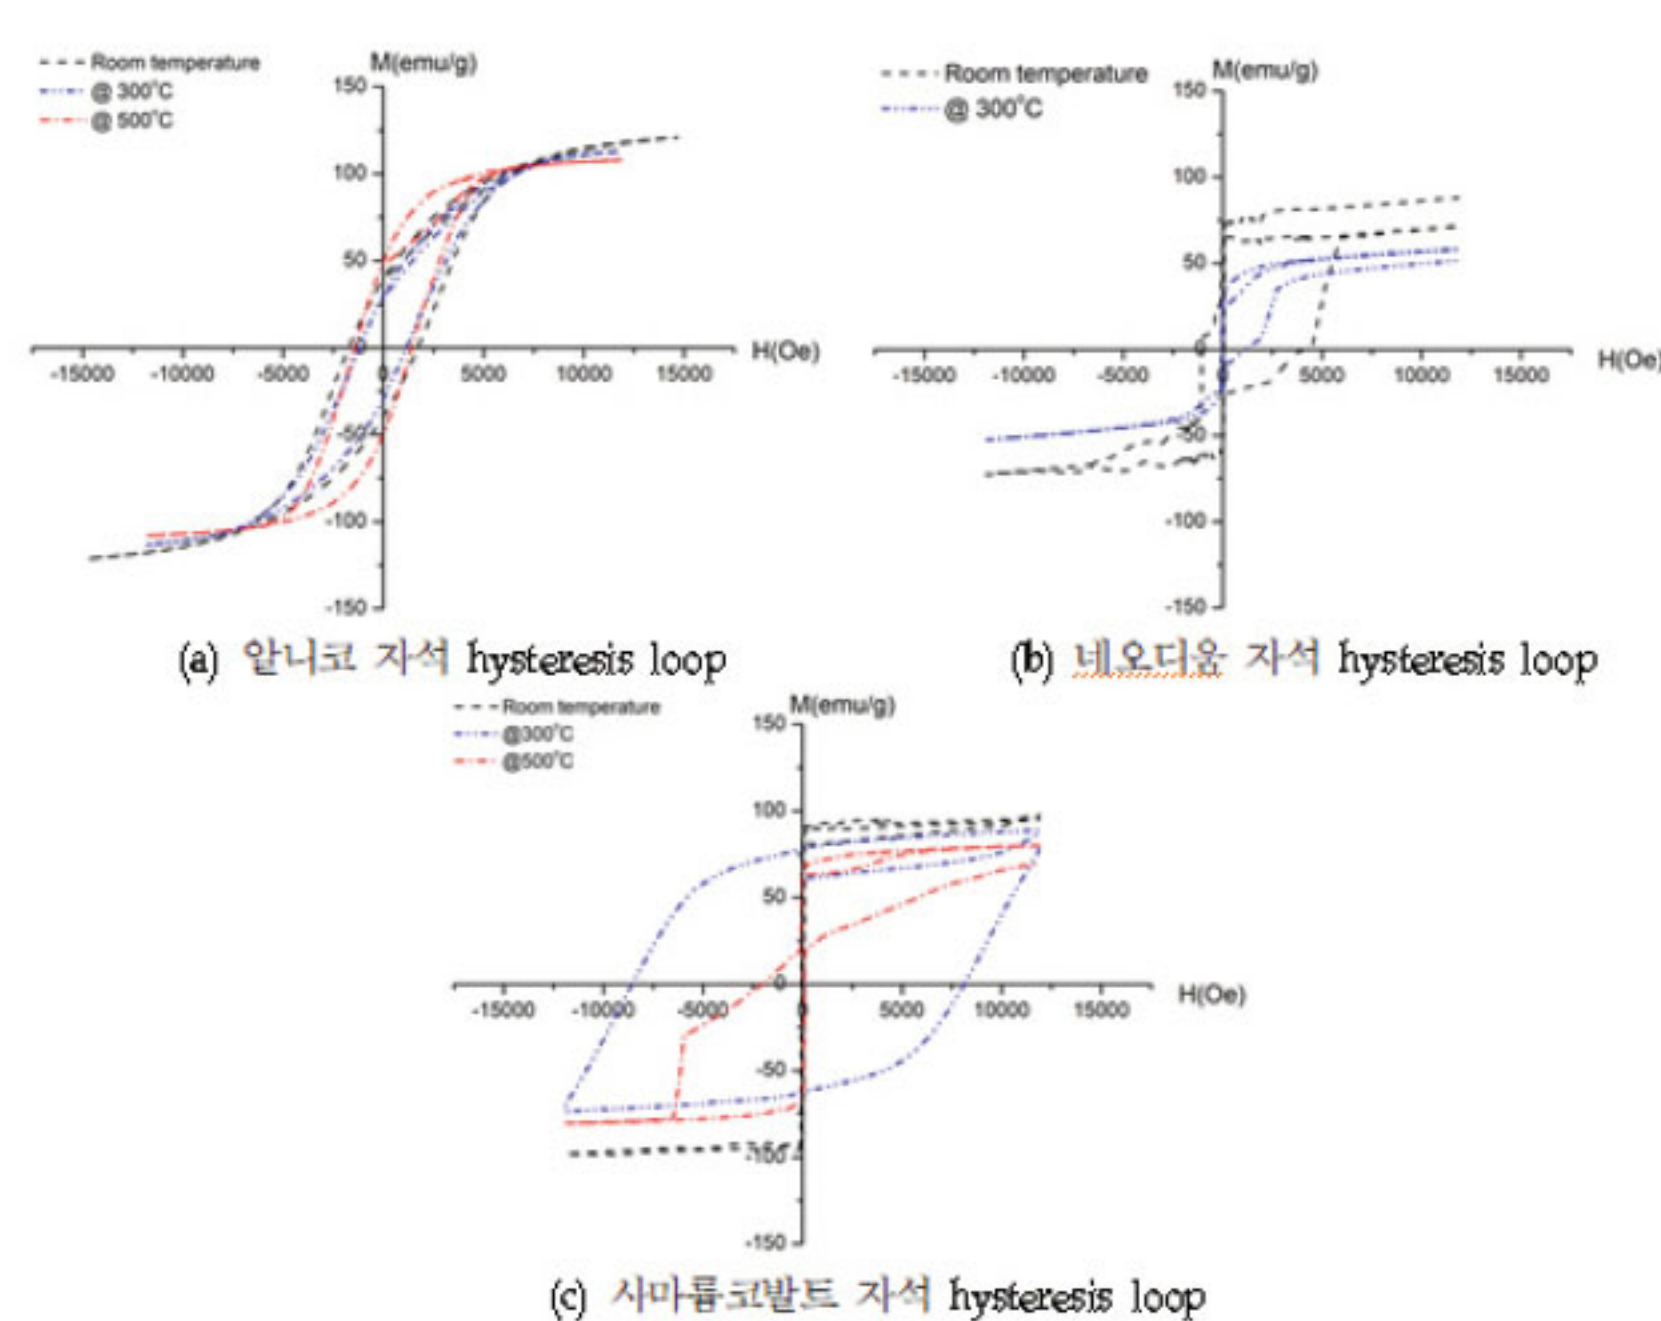 Room temperature
@ 300°C
@ 500°C
M(emu/g)
150
100
50
0
-50
-100
-150
-15000 -10000 -5000 0 5000 10000 15000
H(Oe)
(a) 알니코 자석 hysteresis loop
Room temperature
@ 300°C
M(emu/g)
150
100
50
0
-50
-100
-150
-15000 -10000 -5000 0 5000 10000 15000
H(Oe)
(b) 네오디움 자석 hysteresis loop
Room temperature
@300°C
@500°C
M(emu/g)
150
100
50
0
-50
-100
-150
-15000 -10000 -5000 0 5000 10000 15000
H(Oe)
(c) 사마륨코발트 자석 hysteresis loop